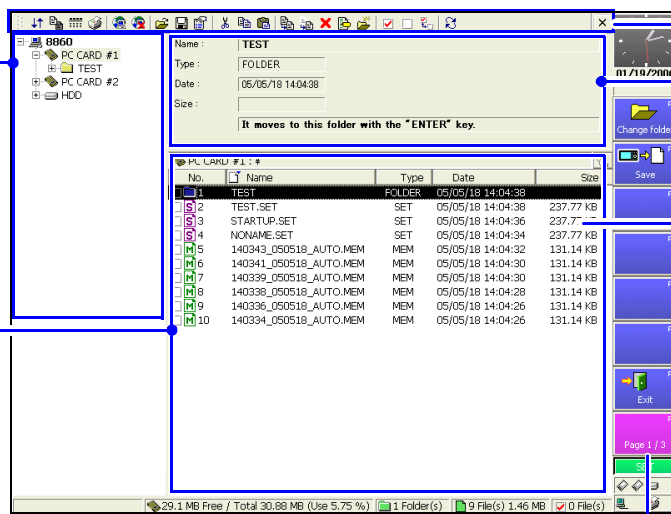 8860
PC CARD #1
TEST
PC CARD #2
HDD
Name : TEST
Type : FOLDER
Date : 05/05/18 14:04:38
Size :
It moves to this folder with the "ENTER" key.
PC CARD #1 : ¥
No. Name Type Date Size
1 TEST FOLDER 05/05/18 14:04:38
S 2 TEST.SET SET 05/05/18 14:04:38 237.77 KB
S 3 STARTUP.SET SET 05/05/18 14:04:36 237.77
S 4 NONAME.SET SET 05/05/18 14:04:34 237.77 KB
M 5 140343_050518_AUTO.MEM MEM 05/05/18 14:04:32 131.14 KB
M 6 140341_050518_AUTO.MEM MEM 05/05/18 14:04:30 131.14 KB
M 7 140339_050518_AUTO.MEM MEM 05/05/18 14:04:30 131.14 KB
M 8 140338_050518_AUTO.MEM MEM 05/05/18 14:04:28 131.14 KB
M 9 140336_050518_AUTO.MEM MEM 05/05/18 14:04:26 131.14 KB
M 10 140334_050518_AUTO.MEM MEM 05/05/18 14:04:26 131.14 KB
29.1 MB Free / Total 30.88 MB (Use 5.75 %) 1 Folder(s) 9 File(s) 1.46 MB 0 File(s)
01/19/2006
Change folde
Save
Exit
Page 1 / 3